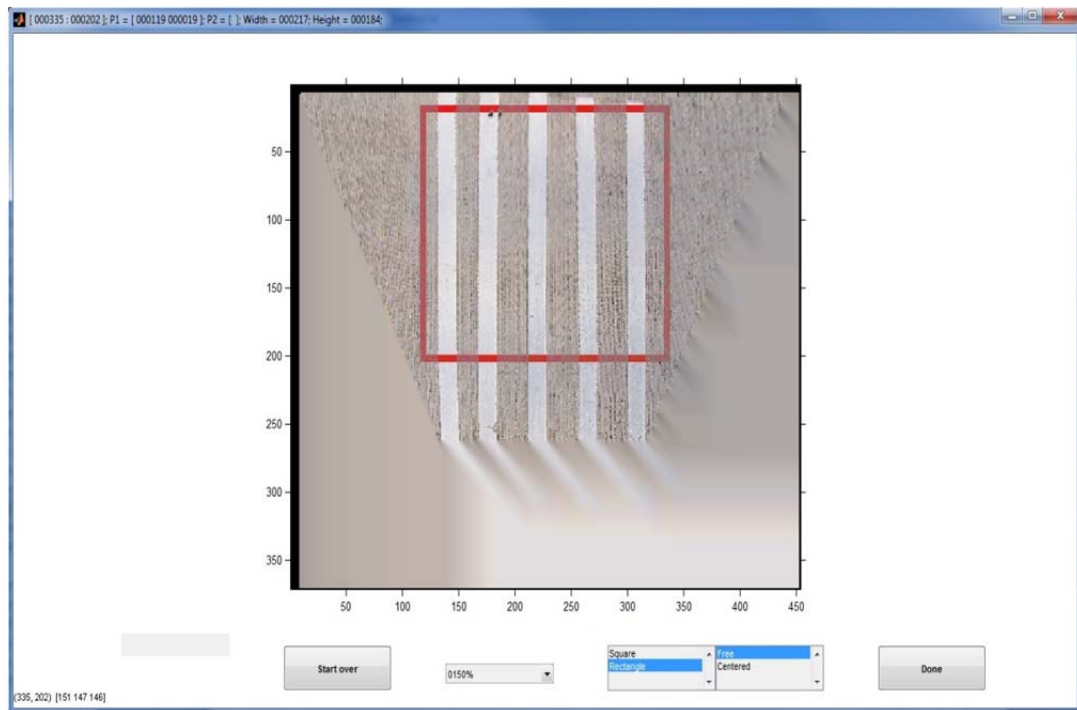 [ 000335 : 000202 ]; P1 = [ 000119 000019 ]; P2 = [ ]; Width = 000217; Height = 000184;
50
100
150
200
250
300
350
50 100 150 200 250 300 350 400 450
Start over
0150%
Square Free
Rectangle Centered
Done
(335, 202) [151 147 146]